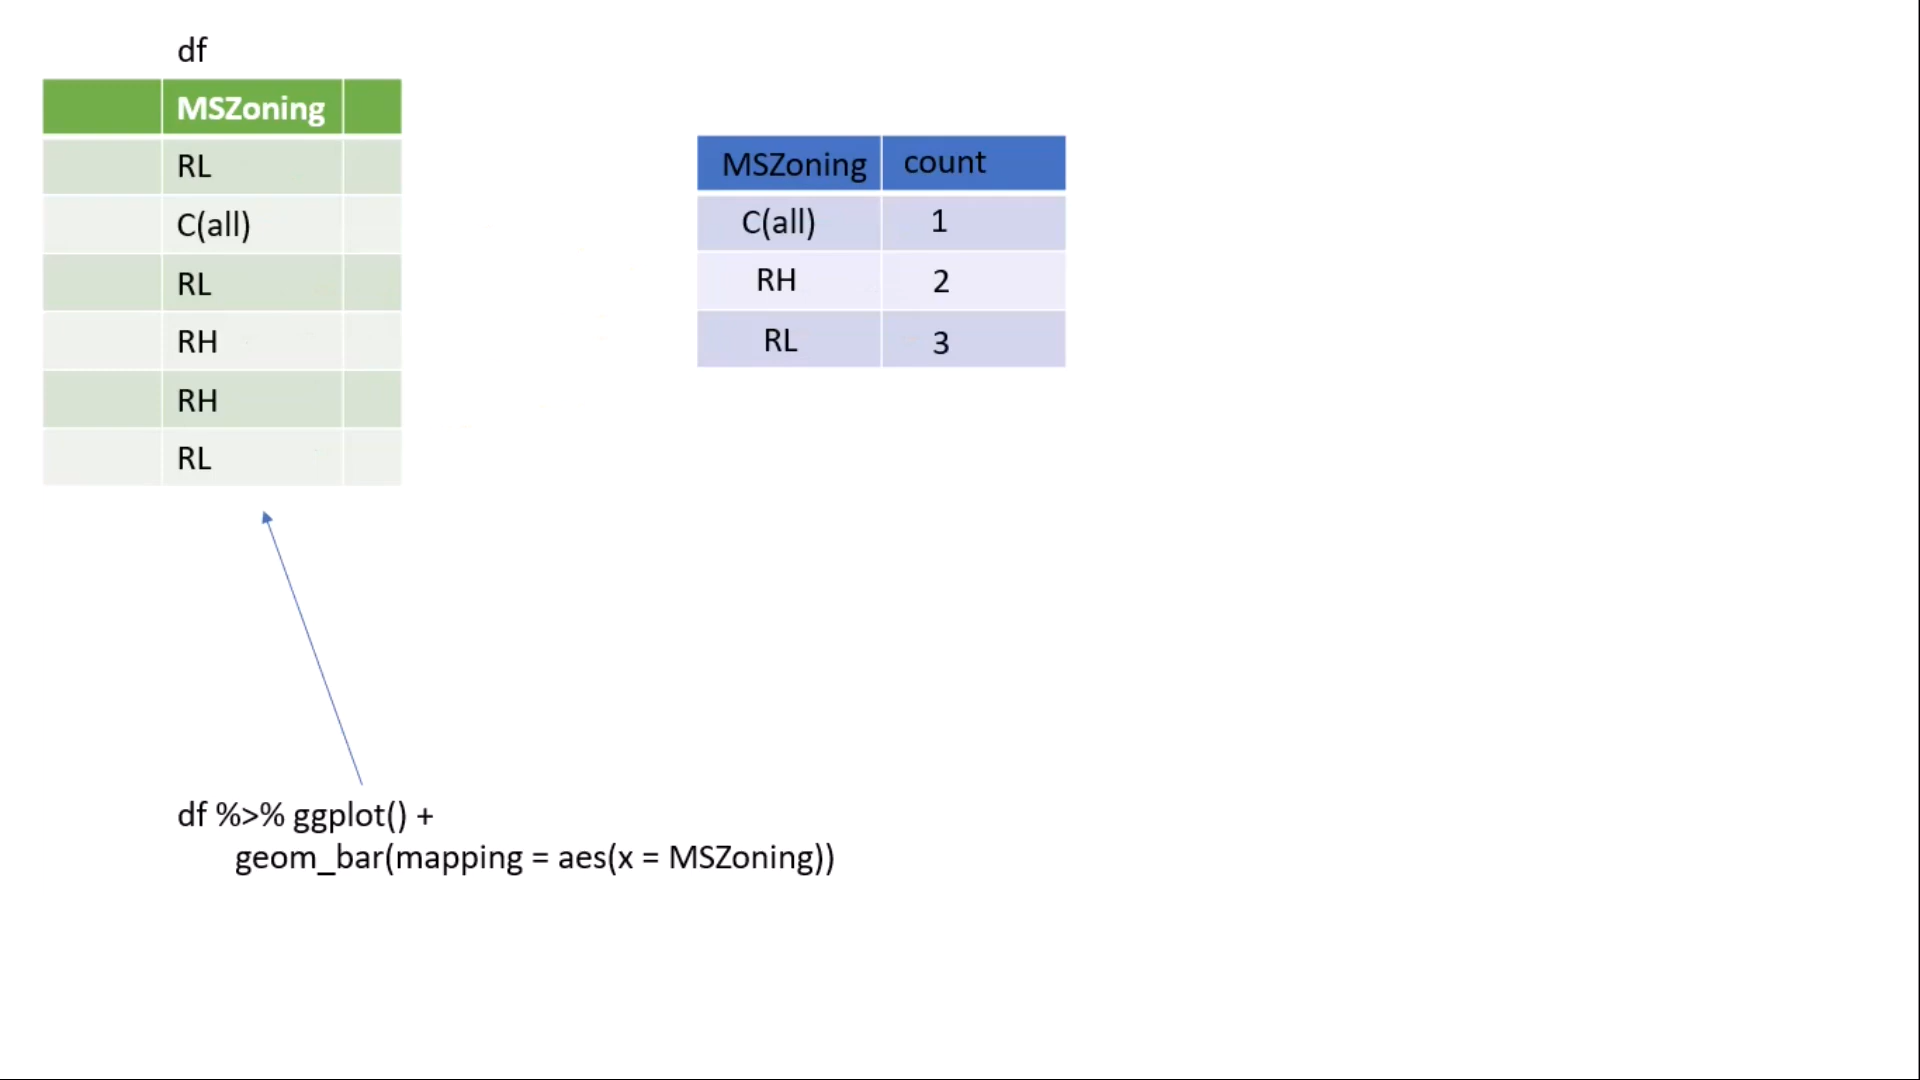 df
MSZoning
RL
C(all)
RL
RH
RH
RL
MSZoning count
C(all) 1
RH 2
RL 3
df %>% ggplot() +
geom_bar(mapping = aes(x = MSZoning))